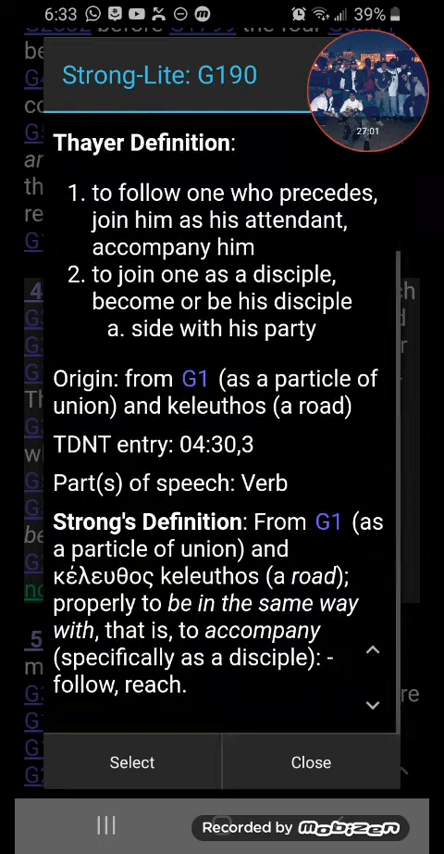 6:33 39%
Strong-Lite: G190
27:01
Thayer Definition:
1. to follow one who precedes,
join him as his attendant,
accompany him
2. to join one as a disciple,
become or be his disciple
a. side with his party
Origin: from G1 (as a particle of
union) and keleuthos (a road)
TDNT entry: 04:30,3
Part(s) of speech: Verb
Strong's Definition: From G1 (as
a particle of union) and
κέλευθος keleuthos (a road);
properly to be in the same way
with, that is, to accompany
(specifically as a disciple): -
follow, reach.
Select Close
Recorded by Mobizen